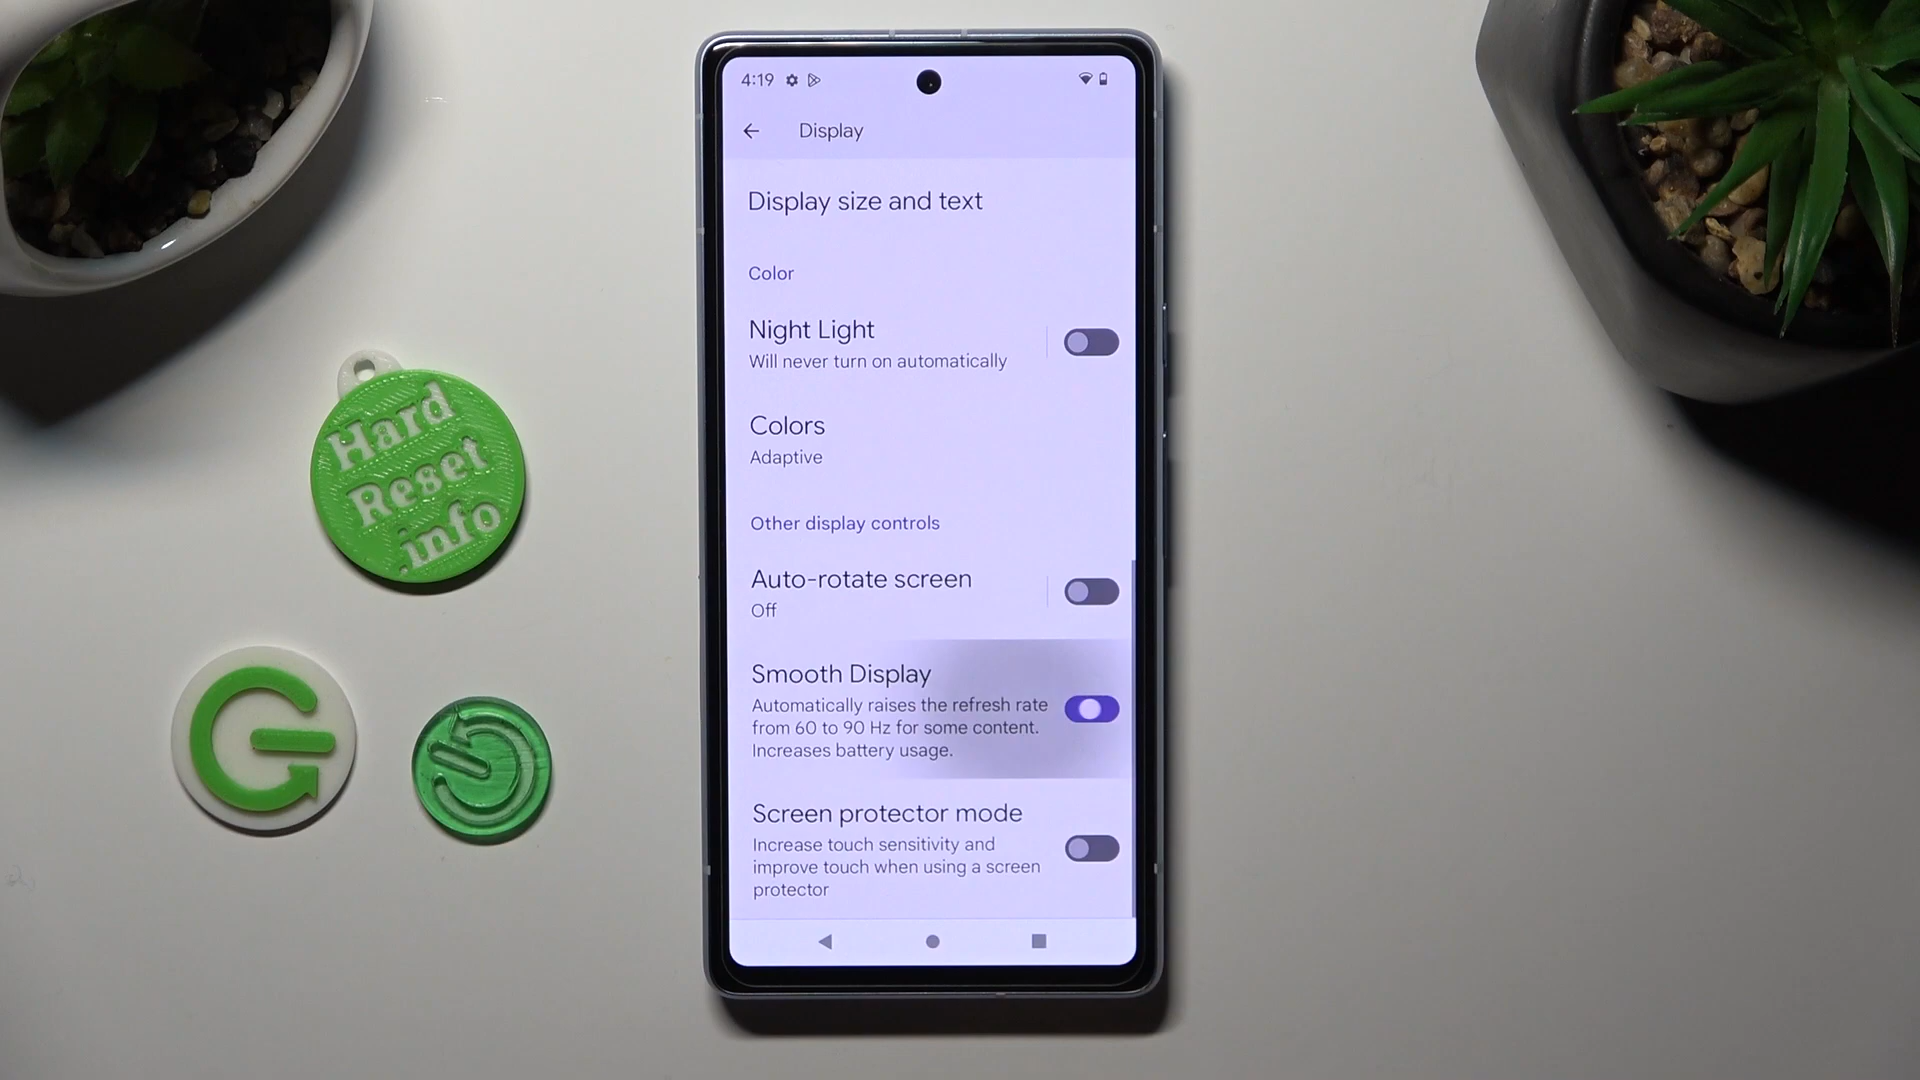 4:19
Display
Display size and text
Color
Night Light
Will never turn on automatically
Colors
Adaptive
Other display controls
Auto-rotate screen
Off
Smooth Display
Automatically raises the refresh rate
from 60 to 90 Hz for some content.
Increases battery usage.
Screen protector mode
Increase touch sensitivity and
improve touch when using a screen
protector
Hard
Reset
.info